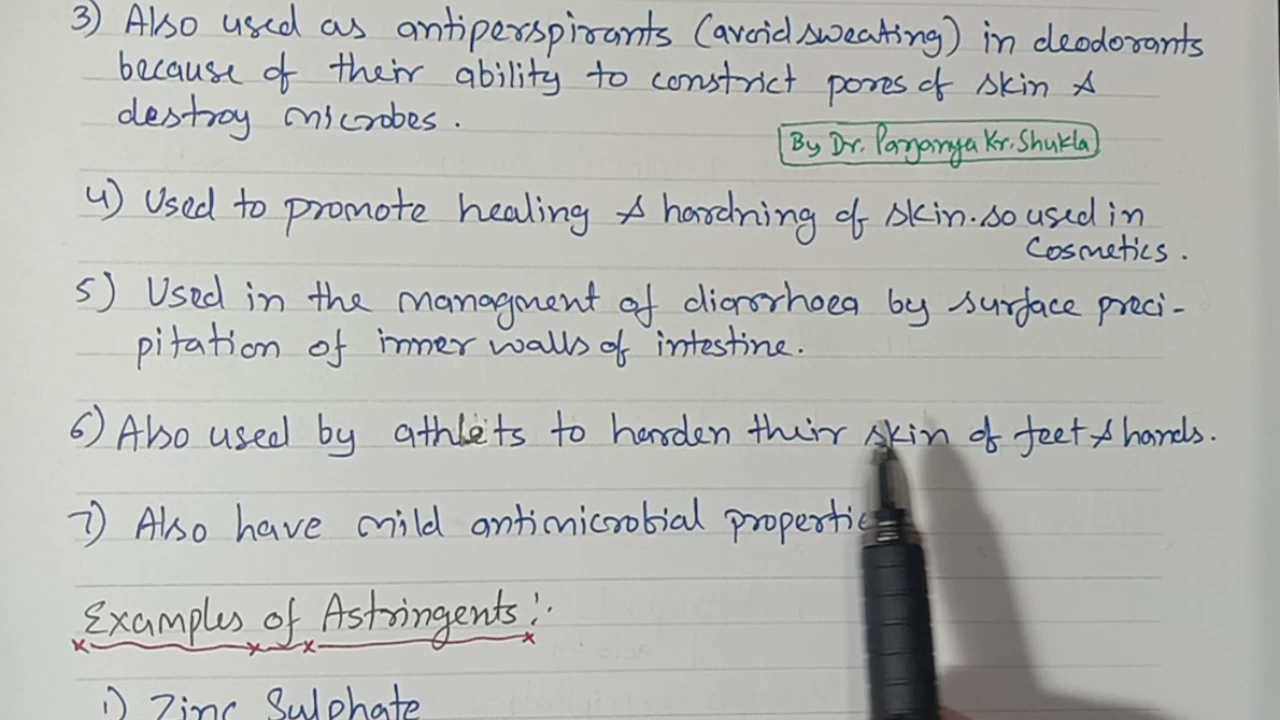 3) Also used as antiperspirants (avoid sweating) in deodorants
because of their ability to constrict pores of skin &
destroy microbes.
By Dr. Parjanya Kr. Shukla
4) Used to promote healing & hardning of skin. so used in
Cosmetics.
5) Used in the managment of diarrhoea by surface preci-
pitation of inner walls of intestine.
6) Also used by athlets to harden their skin of feet & hands.
7) Also have mild antimicrobial propertie
Examples of Astringents:
1) Zinc Sulphate